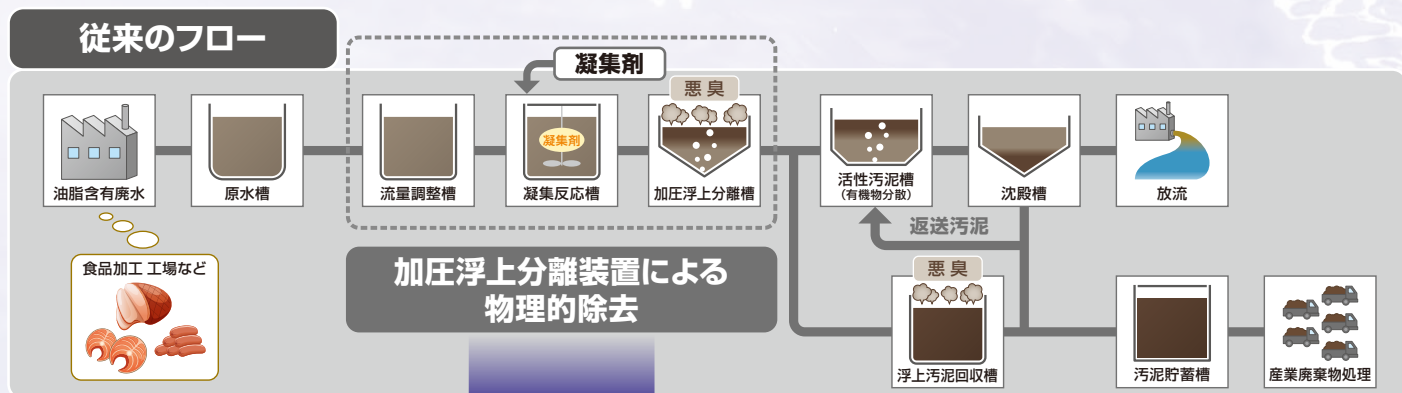 従来のフロー
凝集剤
悪臭
凝集剤
油脂含有廃水
原水槽
流量調整槽
凝集反応槽
加圧浮上分離槽
活性汚泥槽
（有機物分散）
沈殿槽
放流
返送汚泥
食品加工 工場など
加圧浮上分離装置による
物理的除去
悪臭
浮上汚泥回収槽
汚泥貯蓄槽
産業廃棄物処理